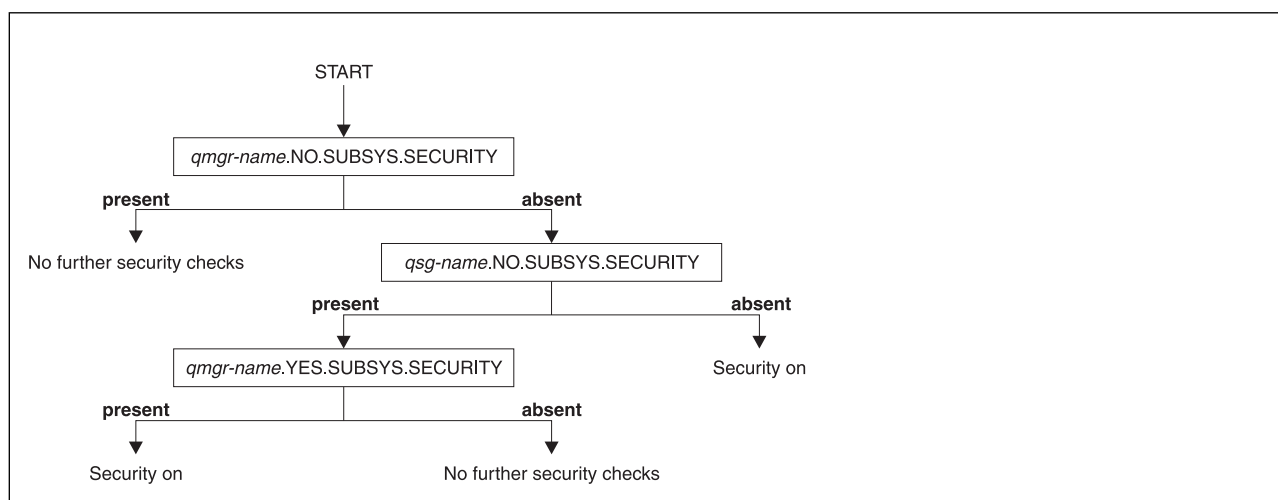 START
qmgr-name.NO.SUBSYS.SECURITY
present
absent
No further security checks
qsg-name.NO.SUBSYS.SECURITY
present
absent
qmgr-name.YES.SUBSYS.SECURITY
Security on
present
absent
Security on
No further security checks